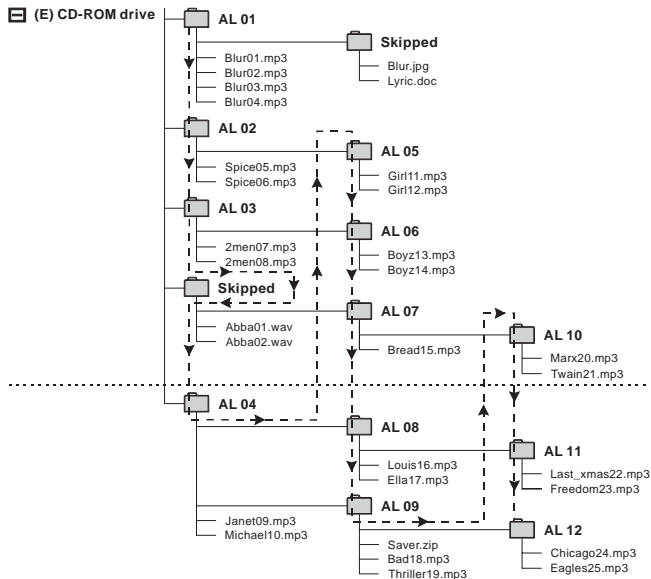 (E) CD-ROM drive
AL 01
Blur01.mp3
Blur02.mp3
Blur03.mp3
Blur04.mp3
Skipped
Blur.jpg
Lyric.doc
AL 02
Spice05.mp3
Spice06.mp3
AL 05
Girl11.mp3
Girl12.mp3
AL 03
2men07.mp3
2men08.mp3
AL 06
Boyz13.mp3
Boyz14.mp3
Skipped
Abba01.wav
Abba02.wav
AL 07
Bread15.mp3
AL 10
Marx20.mp3
Twain21.mp3
AL 04
Janet09.mp3
Michael10.mp3
AL 08
Louis16.mp3
Ella17.mp3
AL 11
Last_xmas22.mp3
Freedom23.mp3
AL 09
Saver.zip
Bad18.mp3
Thriller19.mp3
AL 12
Chicago24.mp3
Eagles25.mp3